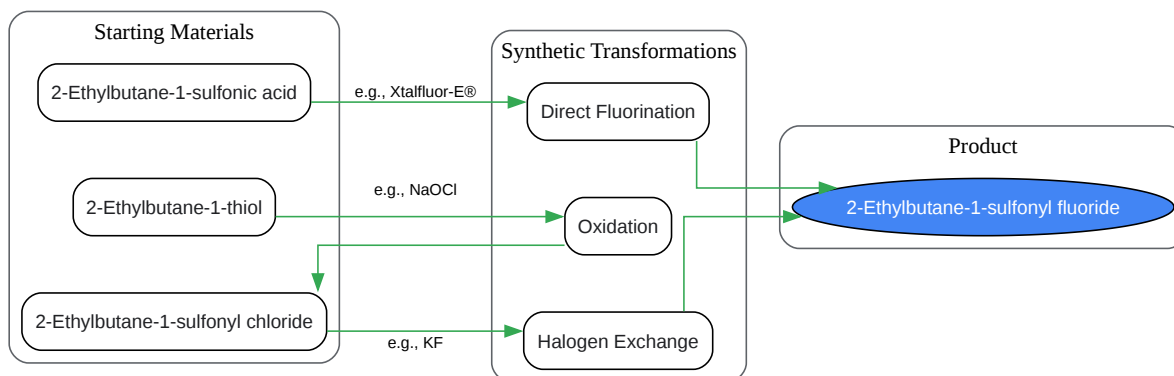 Starting Materials
2-Ethylbutane-1-sulfonic acid
e.g., Xtalfluor-E®
2-Ethylbutane-1-thiol
e.g., NaOCl
2-Ethylbutane-1-sulfonyl chloride
e.g., KF
Synthetic Transformations
Direct Fluorination
Oxidation
Halogen Exchange
Product
2-Ethylbutane-1-sulfonyl fluoride